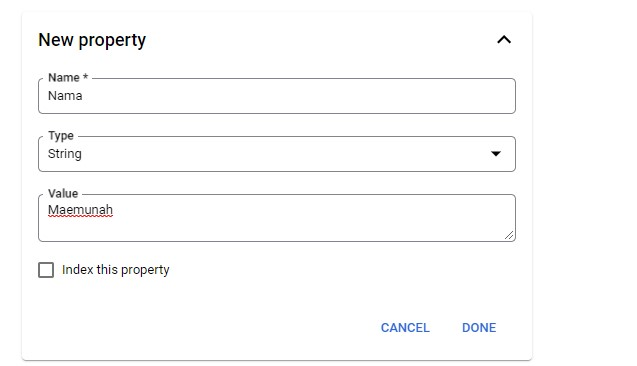 New property
Name *
Nama
Type
String
Value
Maemunah
Index this property
CANCEL DONE